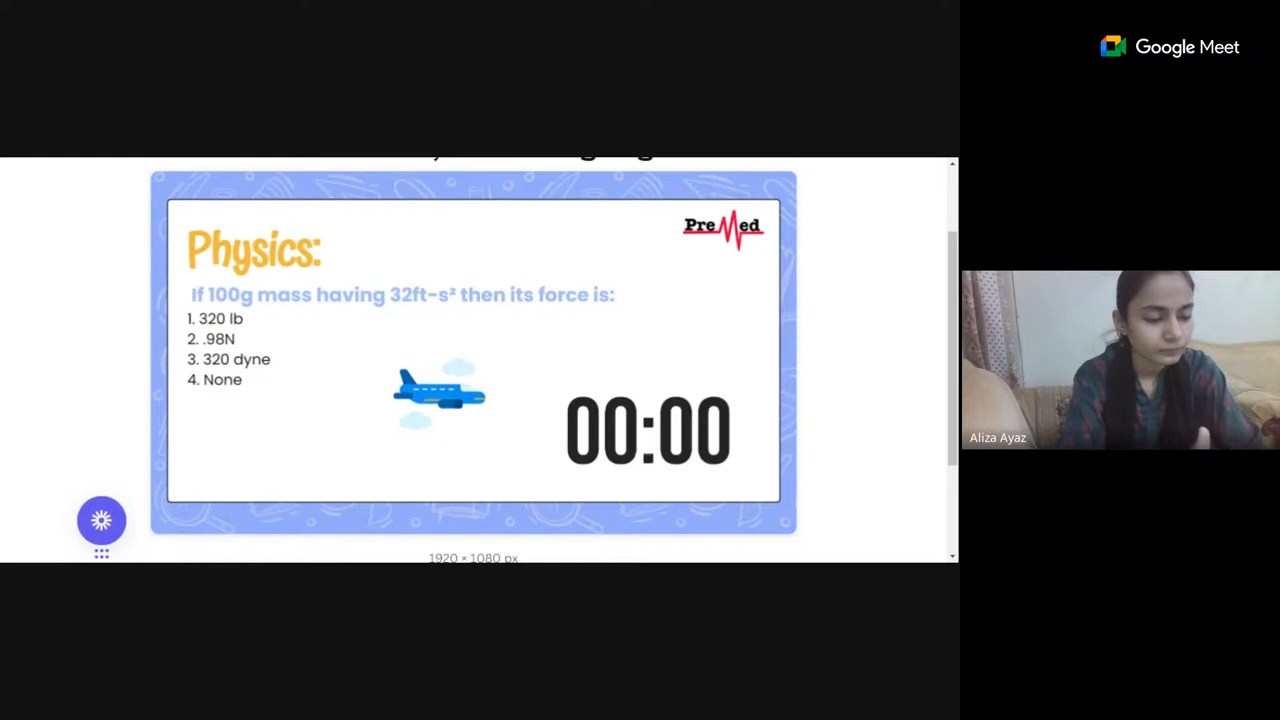 Google Meet
PreMed
Physics:
If 100g mass having 32ft-s² then its force is:
1. 320 lb
2. .98N
3. 320 dyne
4. None
00:00
Aliza Ayaz
1920 × 1080 px